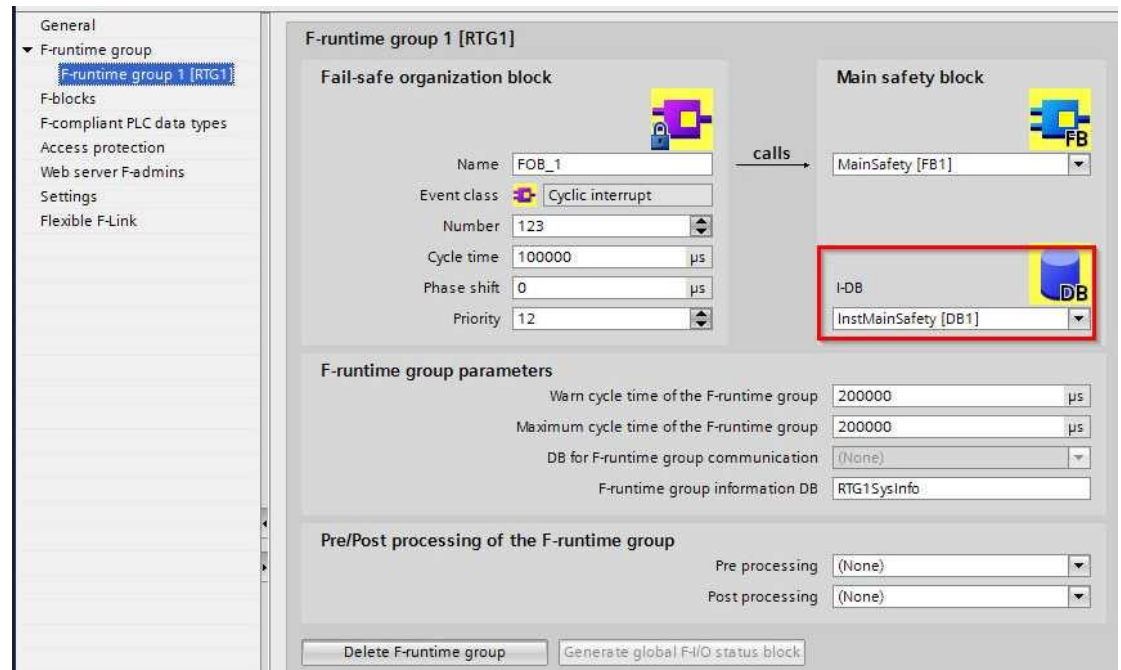 General
F-runtime group
F-runtime group 1 [RTG1]
F-blocks
F-compliant PLC data types
Access protection
Web server F-admins
Settings
Flexible F-Link
F-runtime group 1 [RTG1]
Fail-safe organization block
Name FOB_1
Event class Cyclic interrupt
Number 123
Cycle time 100000 µs
Phase shift 0 µs
Priority 12
calls
Main safety block
FB
MainSafety [FB1]
I-DB
DB
InstMainSafety [DB1]
F-runtime group parameters
Warn cycle time of the F-runtime group 200000 µs
Maximum cycle time of the F-runtime group 200000 µs
DB for F-runtime group communication (None)
F-runtime group information DB RTG1SysInfo
Pre/Post processing of the F-runtime group
Pre processing (None)
Post processing (None)
Delete F-runtime group Generate global F-I/O status block